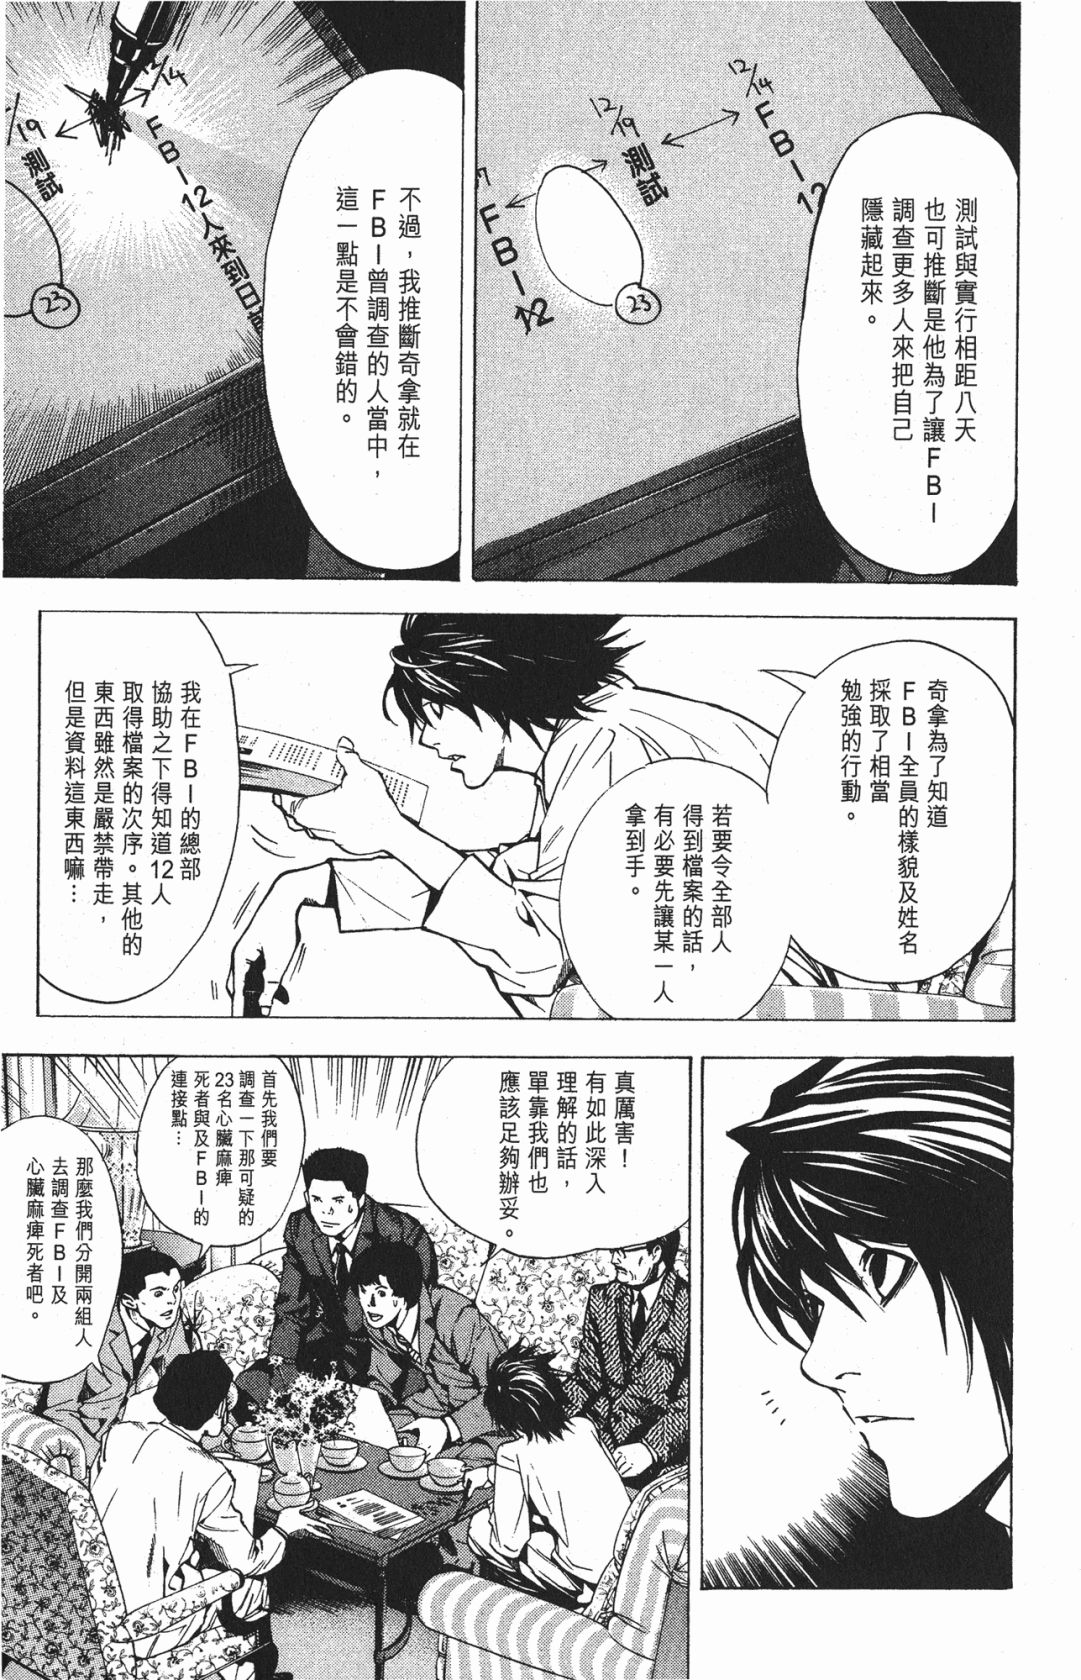 12/14
FBI12
12/19
測試
7
FBI12
23
測試與實行相距八天
也可推斷是他為了讓FBI
調查更多人來把自己
隱藏起來。
12/14
FBI12人來到日
/19
測試
23
不過，我推斷奇拿就在
FBI曾調查的人當中，
這一點是不會錯的。
奇拿為了知道
FBI全員的樣貌及姓名
採取了相當
勉強的行動。
若要令全部人
得到檔案的話，
有必要先讓某一人
拿到手。
我在FBI的總部
協助之下得知道12人
取得檔案的次序。其他的
東西雖然是嚴禁帶走，
但是資料這東西嘛…
真厲害！
有如此深入
理解的話，
單靠我們也
應該足夠辦妥。
首先我們要
調查一下那可疑的
23名心臟麻痺
死者與及FBI的
連接點…
那麼我們分開兩組人
去調查FBI及
心臟麻痺死者吧。